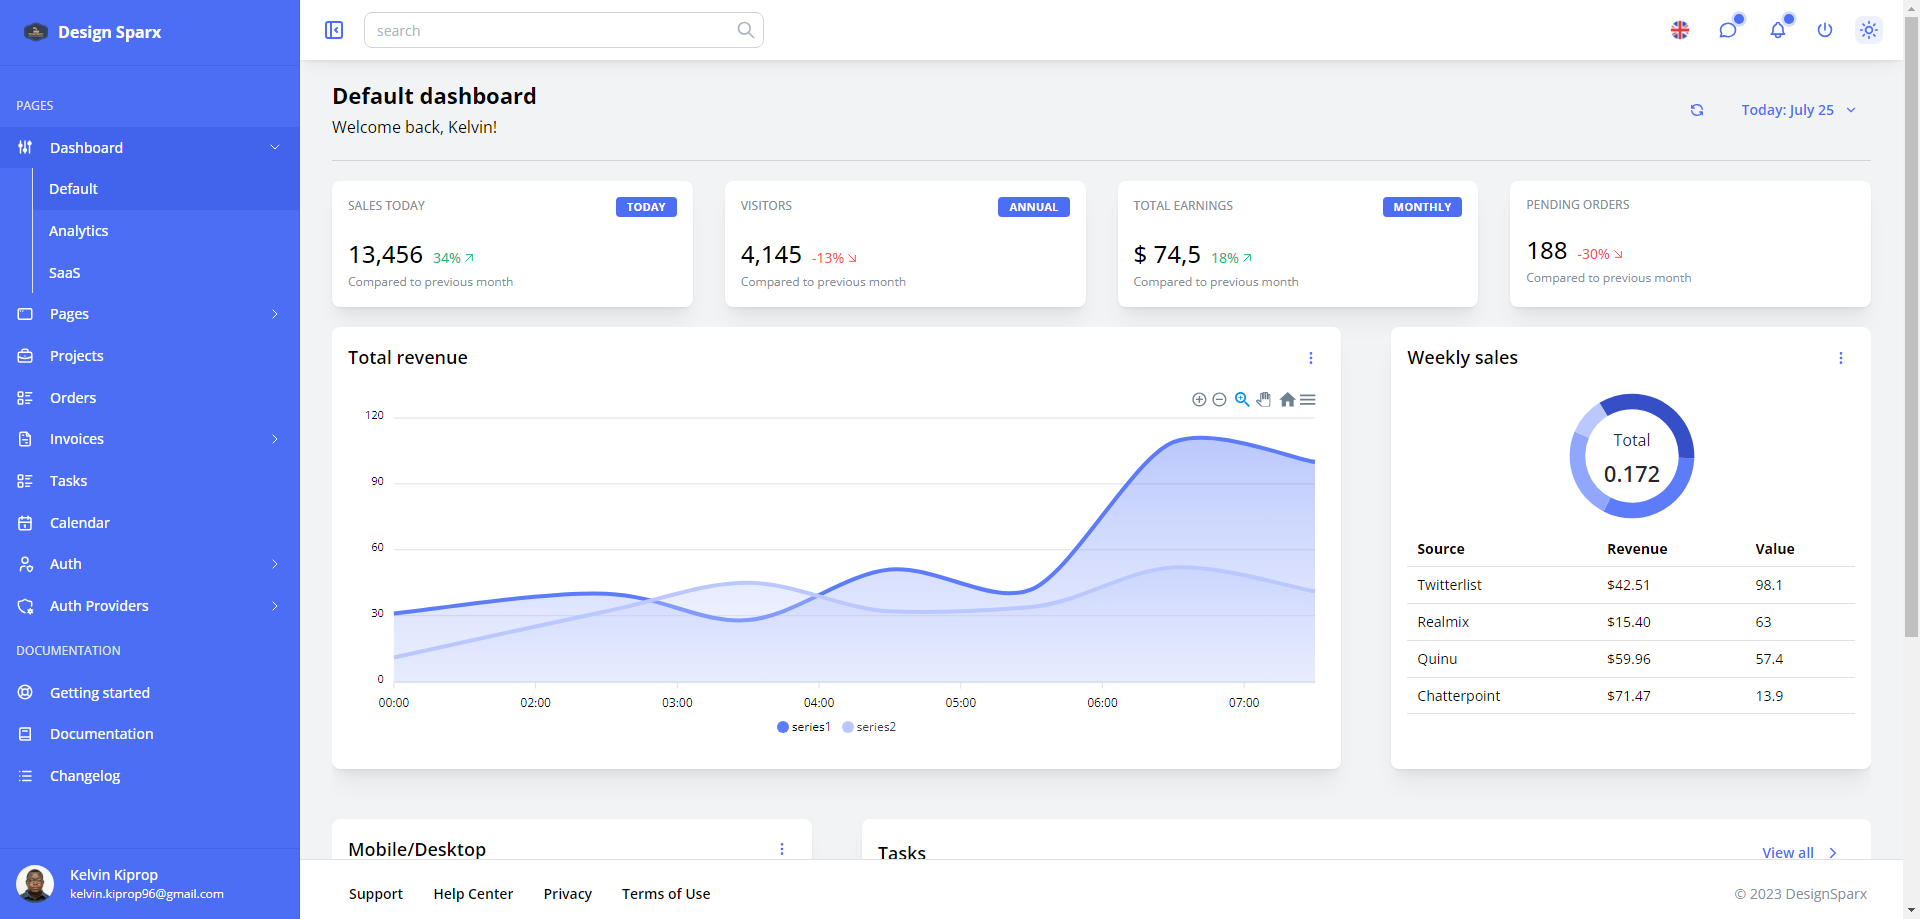 Design Sparx
search
PAGES
Dashboard
Default
Analytics
SaaS
Pages
Projects
Orders
Invoices
Tasks
Calendar
Auth
Auth Providers
DOCUMENTATION
Getting started
Documentation
Changelog
Kelvin Kiprop
kelvin.kiprop96@gmail.com
Default dashboard
Welcome back, Kelvin!
Today: July 25
SALES TODAY TODAY
13,456 34%
Compared to previous month
VISITORS ANNUAL
4,145 -13%
Compared to previous month
TOTAL EARNINGS MONTHLY
$ 74,5 18%
Compared to previous month
PENDING ORDERS
188 -30%
Compared to previous month
Total revenue
120
90
60
30
0
00:00 02:00 03:00 04:00 05:00 06:00 07:00
series1 series2
Weekly sales
Total
0.172
Source Revenue Value
Twitterlist $42.51 98.1
Realmix $15.40 63
Quinu $59.96 57.4
Chatterpoint $71.47 13.9
Mobile/Desktop
Tasks View all
Support Help Center Privacy Terms of Use
© 2023 DesignSparx